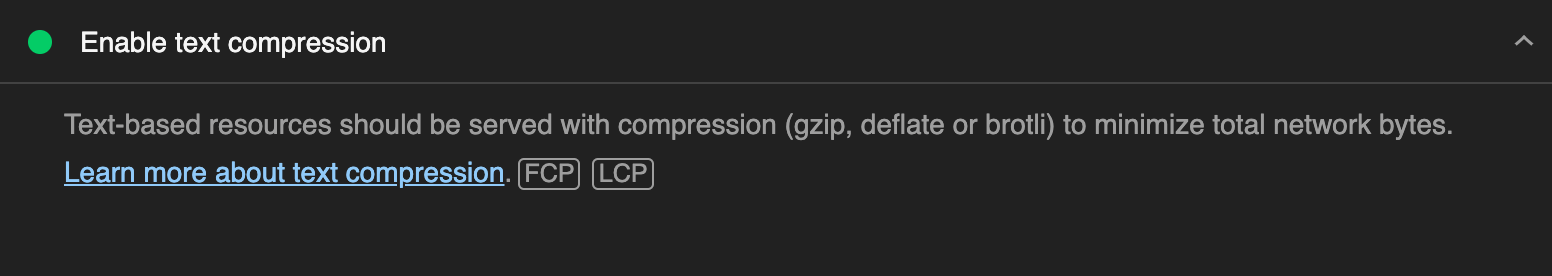 Enable text compression
Text-based resources should be served with compression (gzip, deflate or brotli) to minimize total network bytes.
Learn more about text compression. FCP LCP